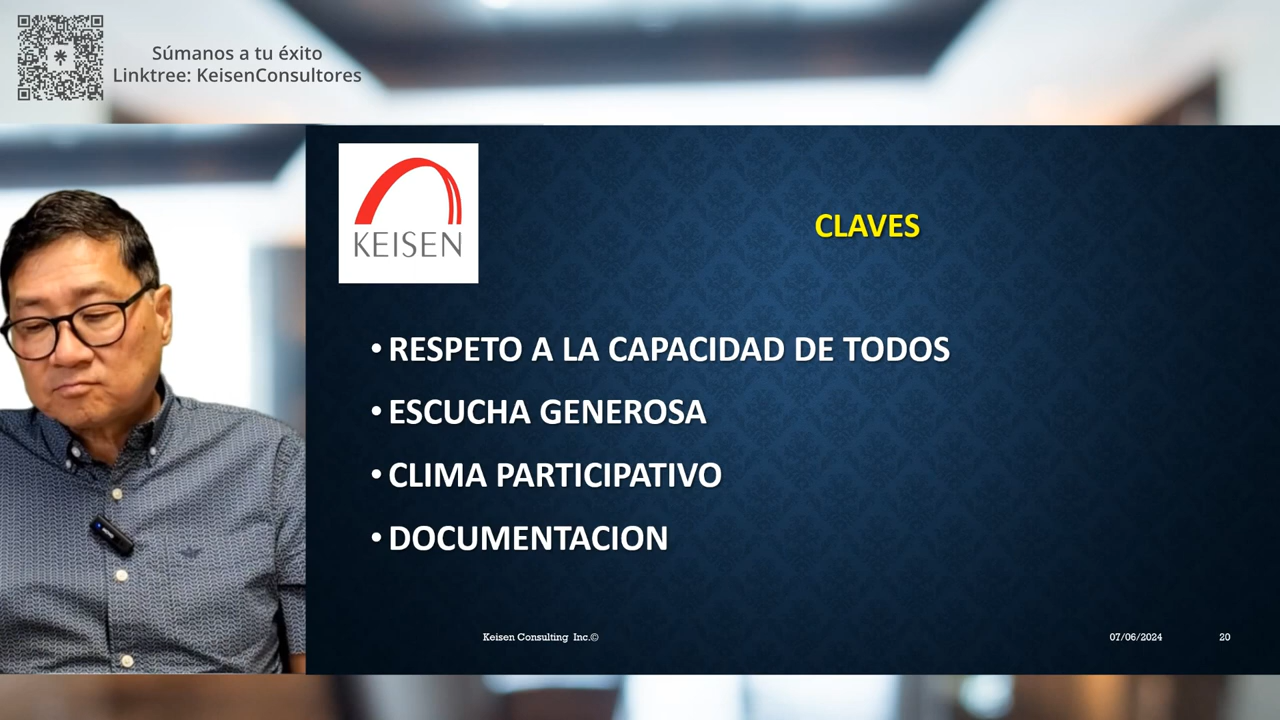 Súmanos a tu éxito
Linktree: KeisenConsultores
KEISEN
CLAVES
• RESPETO A LA CAPACIDAD DE TODOS
• ESCUCHA GENEROSA
• CLIMA PARTICIPATIVO
• DOCUMENTACION
Keisen Consulting Inc.© 07/06/2024 20